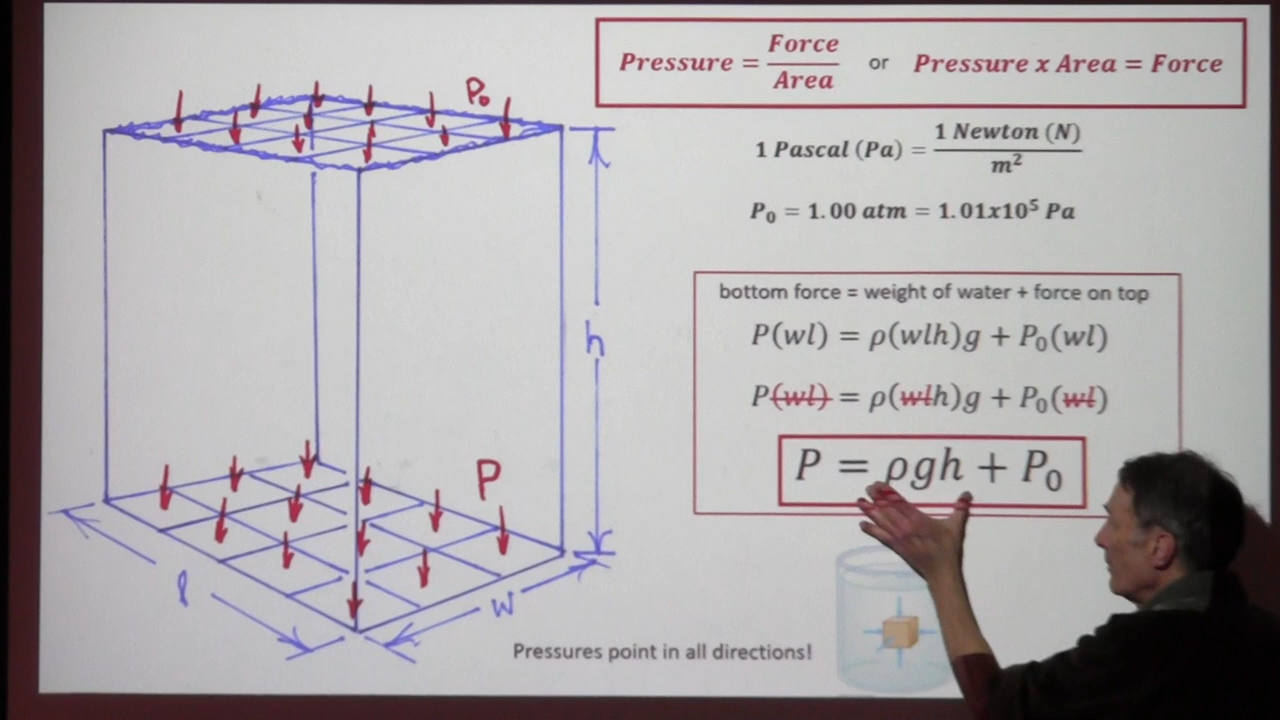 Pressure = Force / Area or Pressure x Area = Force
1 Pascal (Pa) = 1 Newton (N) / m²
P₀ = 1.00 atm = 1.01x10⁵ Pa
bottom force = weight of water + force on top
P(wl) = ρ(wlh)g + P₀(wl)
P(wl) = ρ(wlh)g + P₀(wl)
P = ρgh + P₀
Pressures point in all directions!
P₀
h
P
l
w